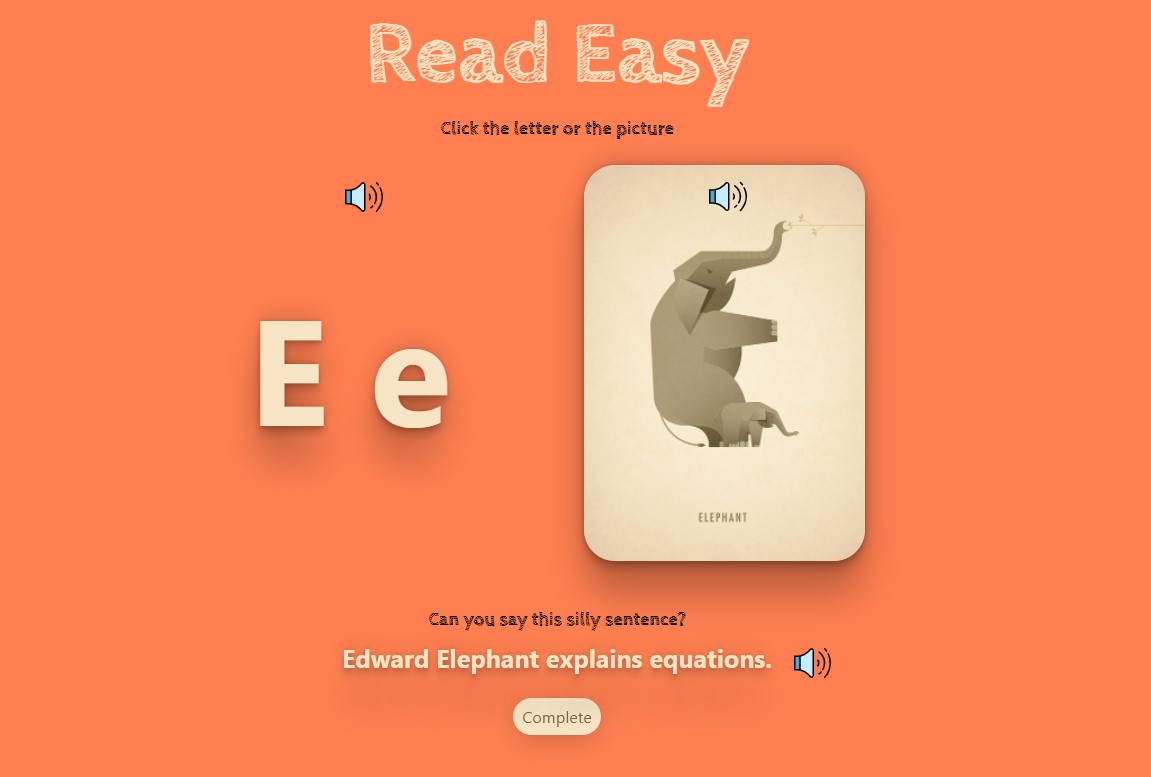 Read Easy
Click the letter or the picture
E e
ELEPHANT
Can you say this silly sentence?
Edward Elephant explains equations.
Complete